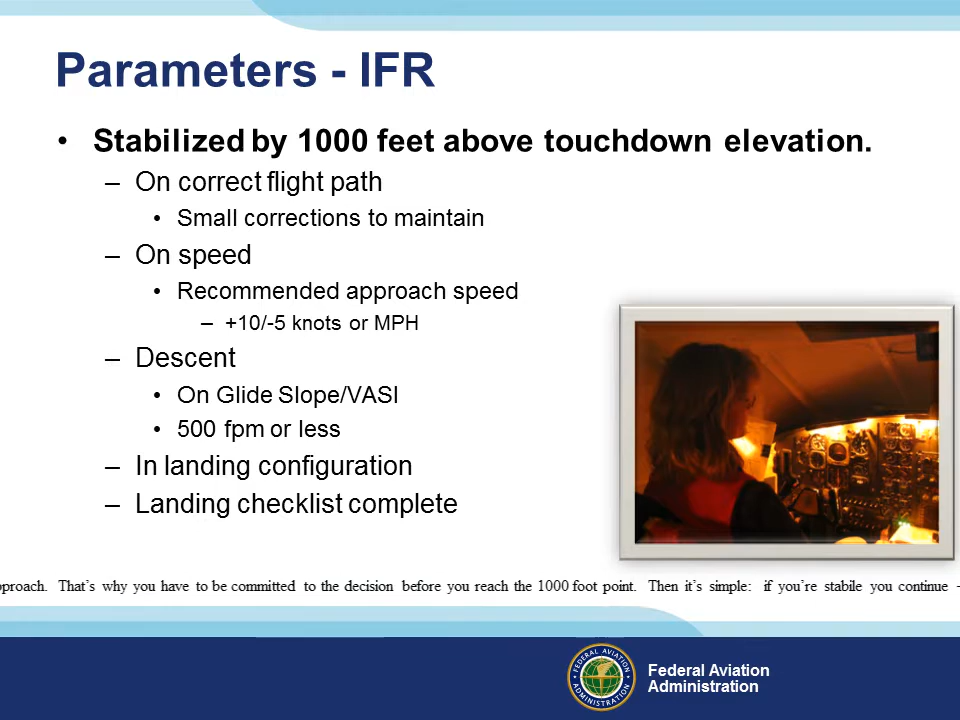 Parameters - IFR
• Stabilized by 1000 feet above touchdown elevation.
– On correct flight path
• Small corrections to maintain
– On speed
• Recommended approach speed
– +10/-5 knots or MPH
– Descent
• On Glide Slope/VASI
• 500 fpm or less
– In landing configuration
– Landing checklist complete
pproach. That's why you have to be committed to the decision before you reach the 1000 foot point. Then it's simple: if you're stabile you continue -
FEDERAL AVIATION
ADMINISTRATION
Federal Aviation
Administration